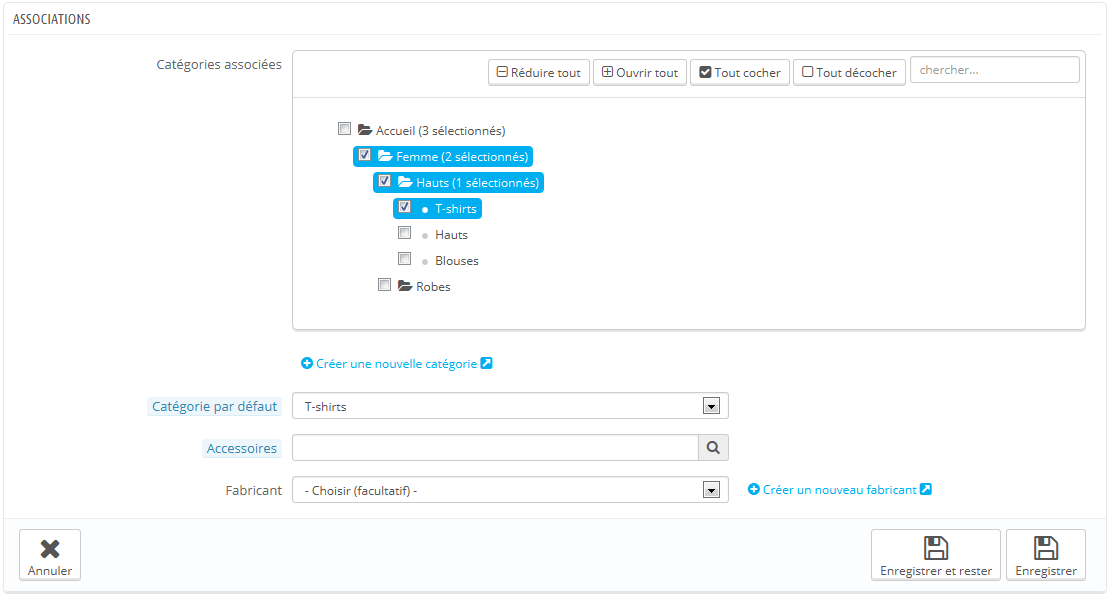 ASSOCIATIONS
Catégories associées
Réduire tout Ouvrir tout Tout cocher Tout décocher chercher...
Accueil (3 sélectionnés)
Femme (2 sélectionnés)
Hauts (1 sélectionnés)
T-shirts
Hauts
Blouses
Robes
Créer une nouvelle catégorie
Catégorie par défaut T-shirts
Accessoires
Fabricant - Choisir (facultatif) - Créer un nouveau fabricant
Annuler Enregistrer et rester Enregistrer